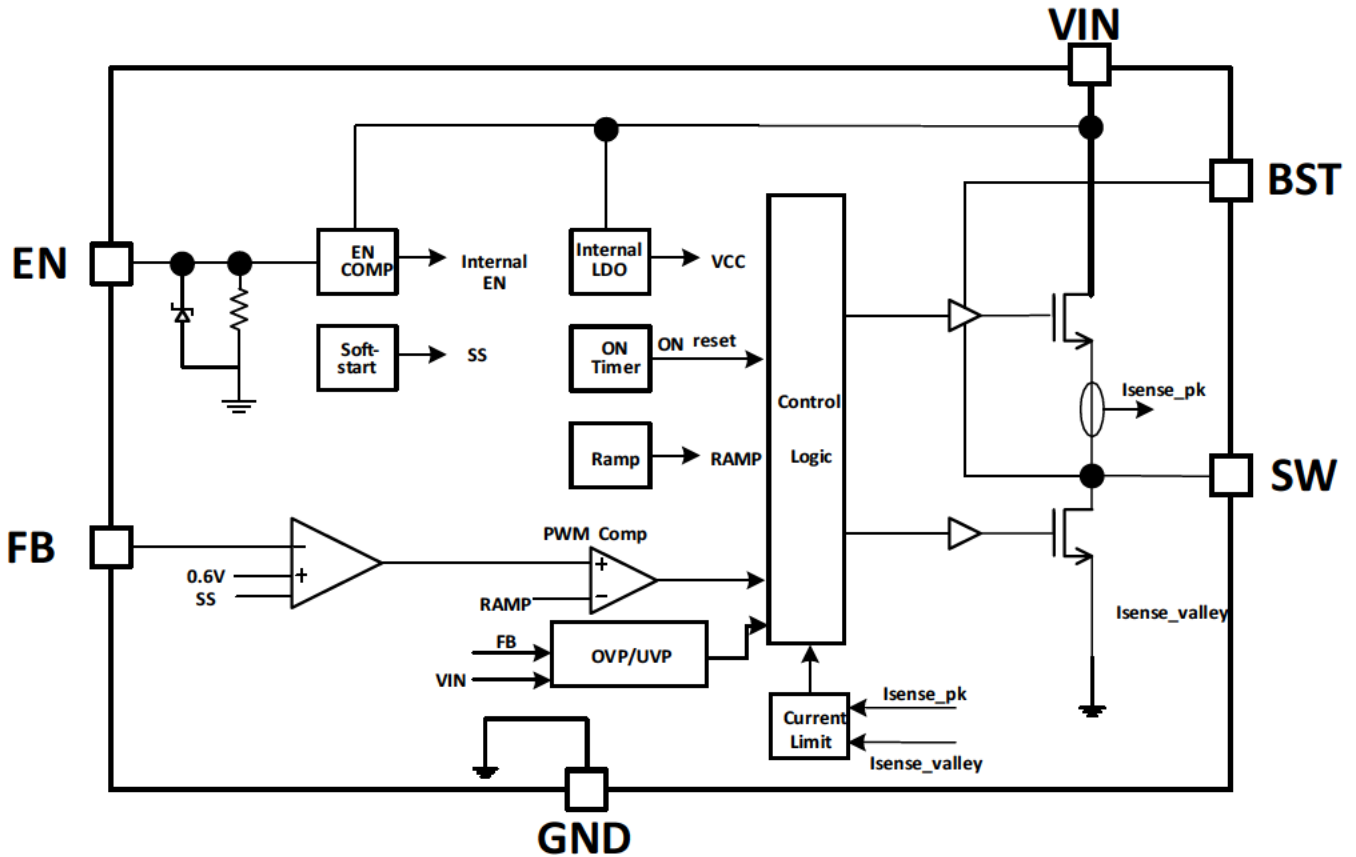 VIN
BST
EN
EN
COMP
Internal
EN
Internal
LDO
VCC
Soft-
start
SS
ON
Timer
ON reset
Control
Logic
Isense_pk
Ramp
RAMP
SW
FB
0.6V
SS
PWM Comp
RAMP
Isense_valley
FB
VIN
OVP/UVP
Current
Limit
Isense_pk
Isense_valley
GND